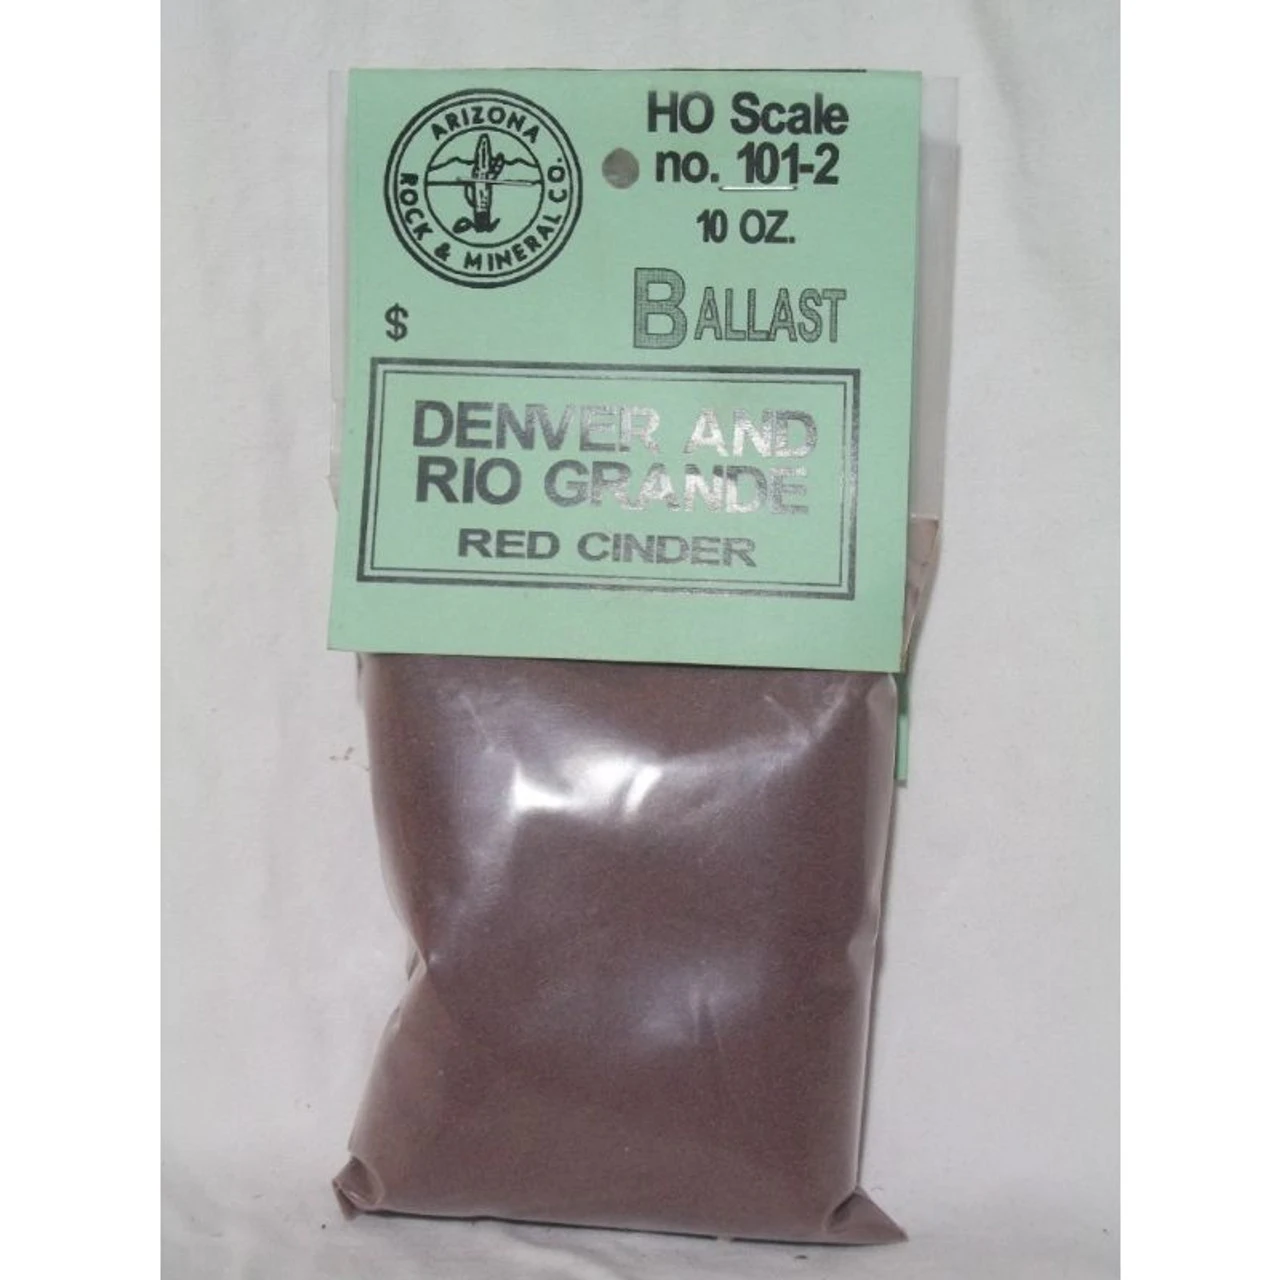 ARIZONA
ROCK & MINERAL CO.
HO Scale
no. 101-2
10 OZ.
BALLAST
$
DENVER AND
RIO GRANDE
RED CINDER